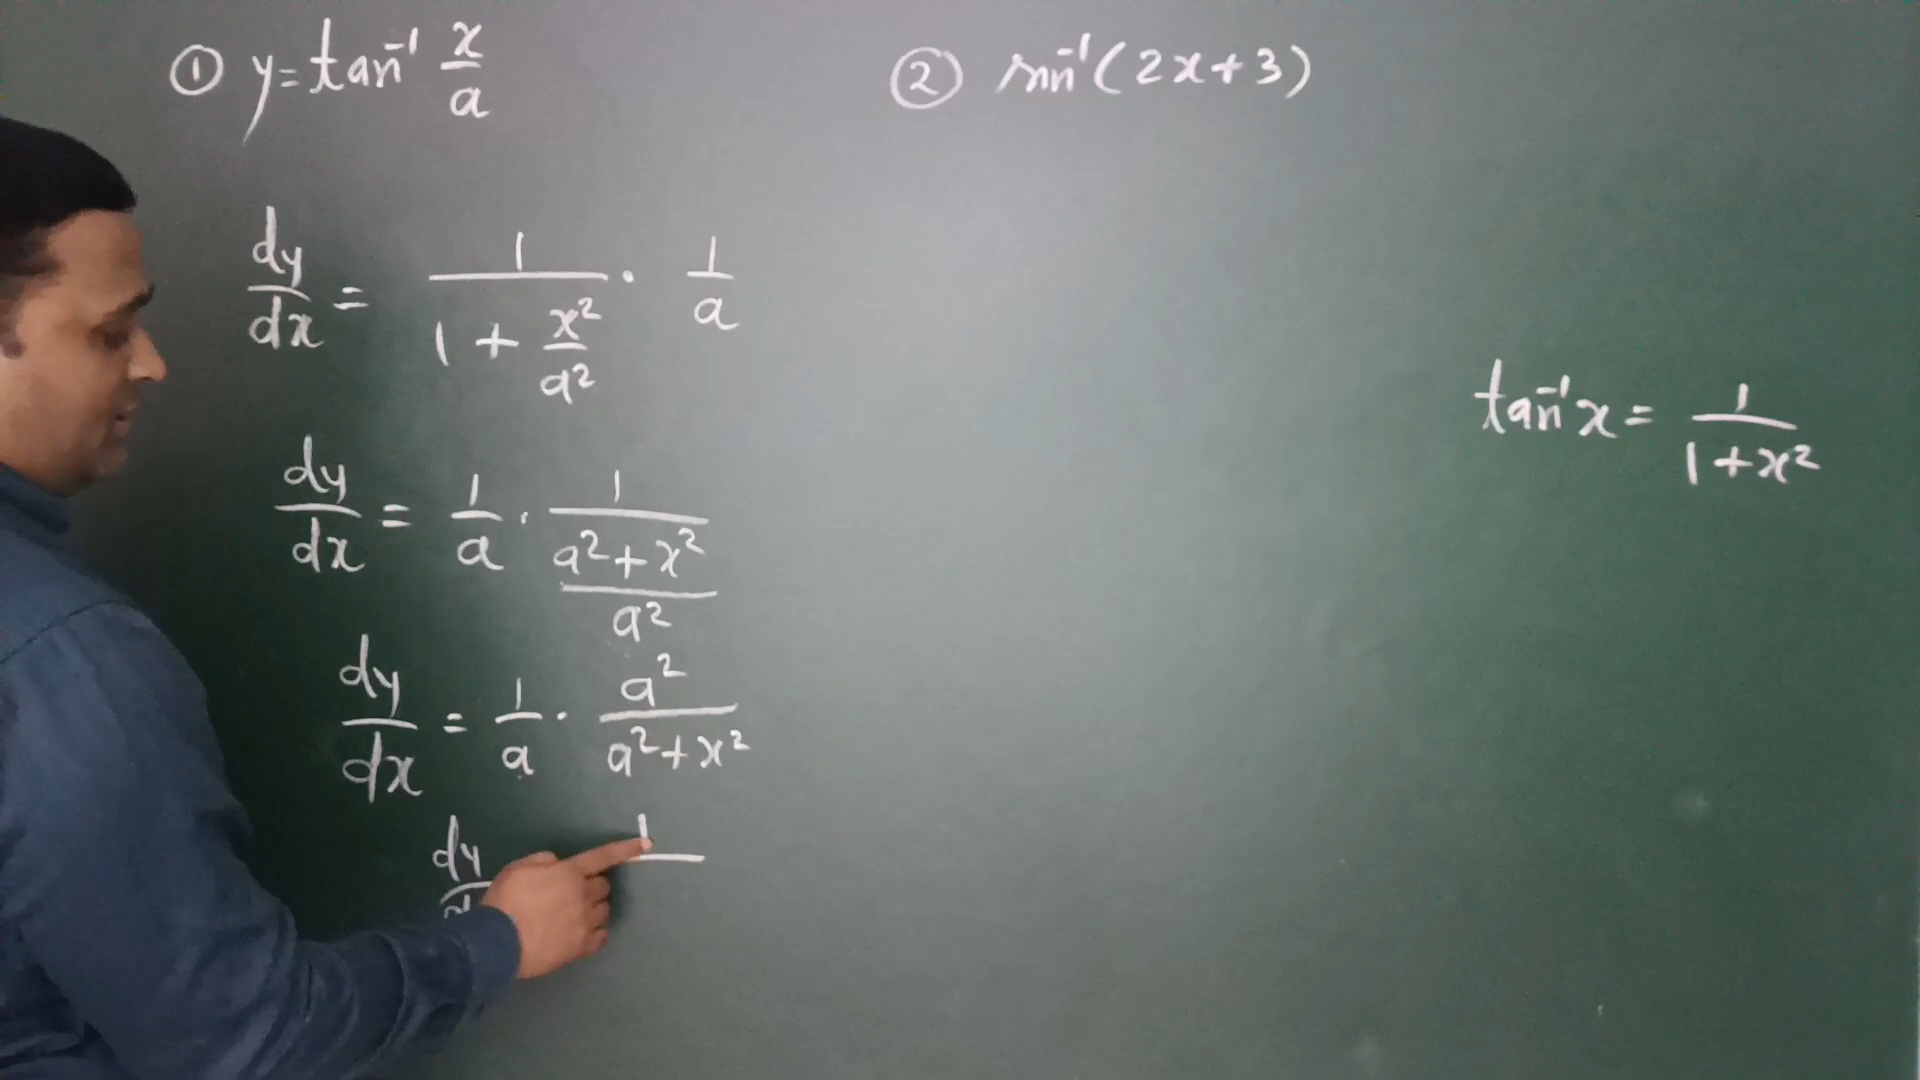 ① y = tan⁻¹ x/a
dy/dx = 1/(1 + x²/a²) · 1/a
dy/dx = 1/a · 1/((a² + x²)/a²)
dy/dx = 1/a · a²/(a² + x²)
dy 1
② sin⁻¹(2x + 3)
tan⁻¹x = 1/(1 + x²)